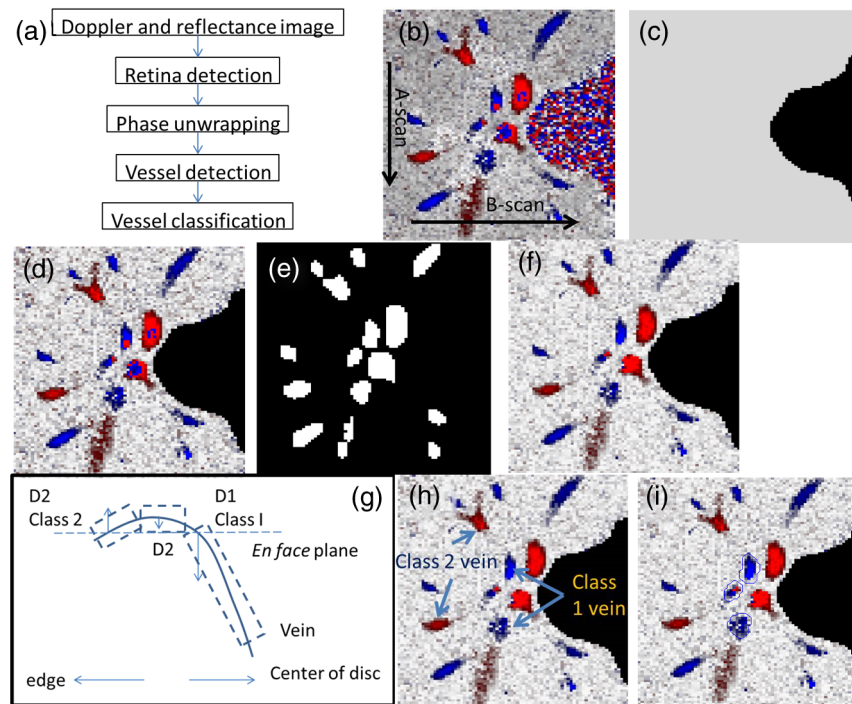 (a)
Doppler and reflectance image
Retina detection
Phase unwrapping
Vessel detection
Vessel classification
(b)
A-scan
B-scan
(c)
(d)
(e)
(f)
(g)
D2
Class 2
D1
Class I
D2
En face plane
Vein
edge
Center of disc
(h)
Class 2 vein
Class
1 vein
(i)